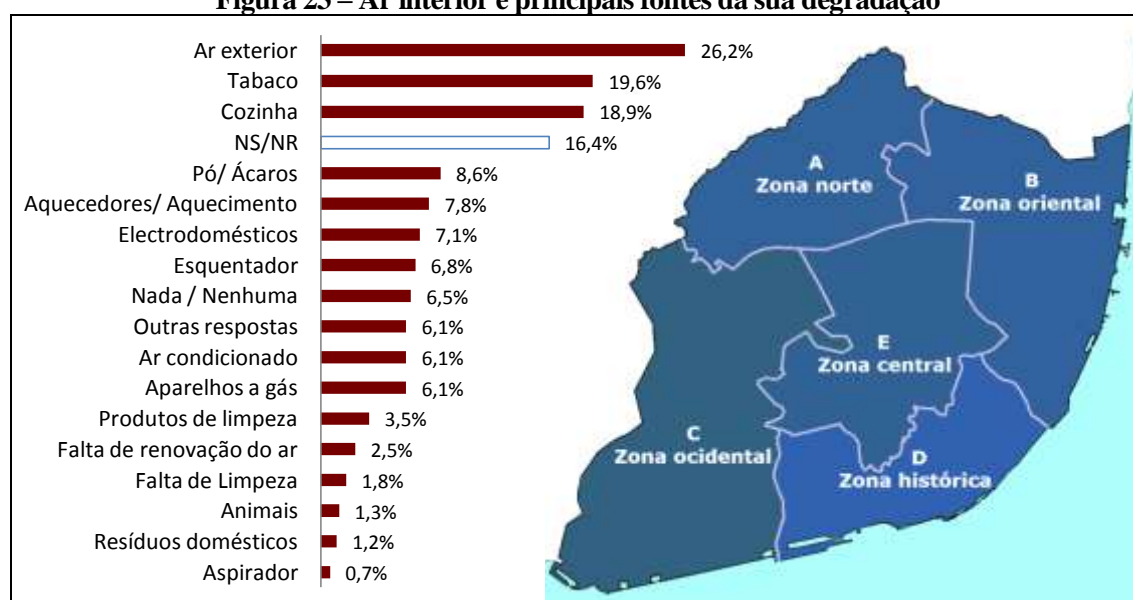 Figura 25 – Ar interior e principais fontes da sua degradação
Ar exterior 26,2%
Tabaco 19,6%
Cozinha 18,9%
NS/NR 16,4%
Pó/ Ácaros 8,6%
Aquecedores/ Aquecimento 7,8%
Electrodomésticos 7,1%
Esquentador 6,8%
Nada / Nenhuma 6,5%
Outras respostas 6,1%
Ar condicionado 6,1%
Aparelhos a gás 6,1%
Produtos de limpeza 3,5%
Falta de renovação do ar 2,5%
Falta de Limpeza 1,8%
Animais 1,3%
Resíduos domésticos 1,2%
Aspirador 0,7%
A
Zona norte
B
Zona oriental
E
Zona central
C
Zona ocidental
D
Zona histórica